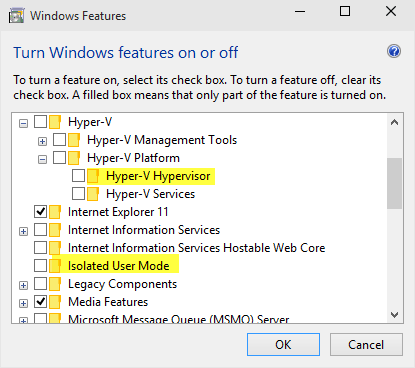 Windows Features
Turn Windows features on or off
To turn a feature on, select its check box. To turn a feature off, clear its
check box. A filled box means that only part of the feature is turned on.
Hyper-V
Hyper-V Management Tools
Hyper-V Platform
Hyper-V Hypervisor
Hyper-V Services
Internet Explorer 11
Internet Information Services
Internet Information Services Hostable Web Core
Isolated User Mode
Legacy Components
Media Features
Microsoft Message Queue (MSMQ) Server
OK
Cancel